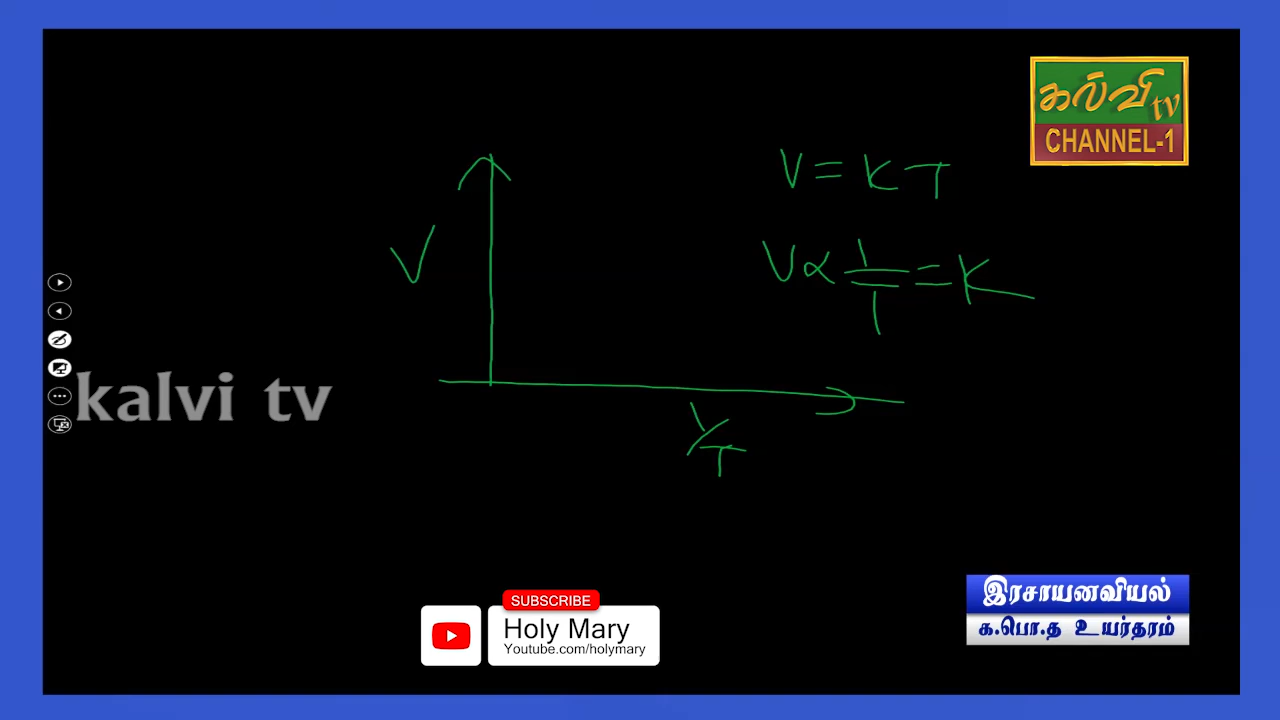 கல்வி tv
CHANNEL-1
V = KT
V ∝ 1/T = K
V
1/T
kalvi tv
இரசாயனவியல்
க.பொ.த உயர்தரம்
SUBSCRIBE
Holy Mary
Youtube.com/holymary